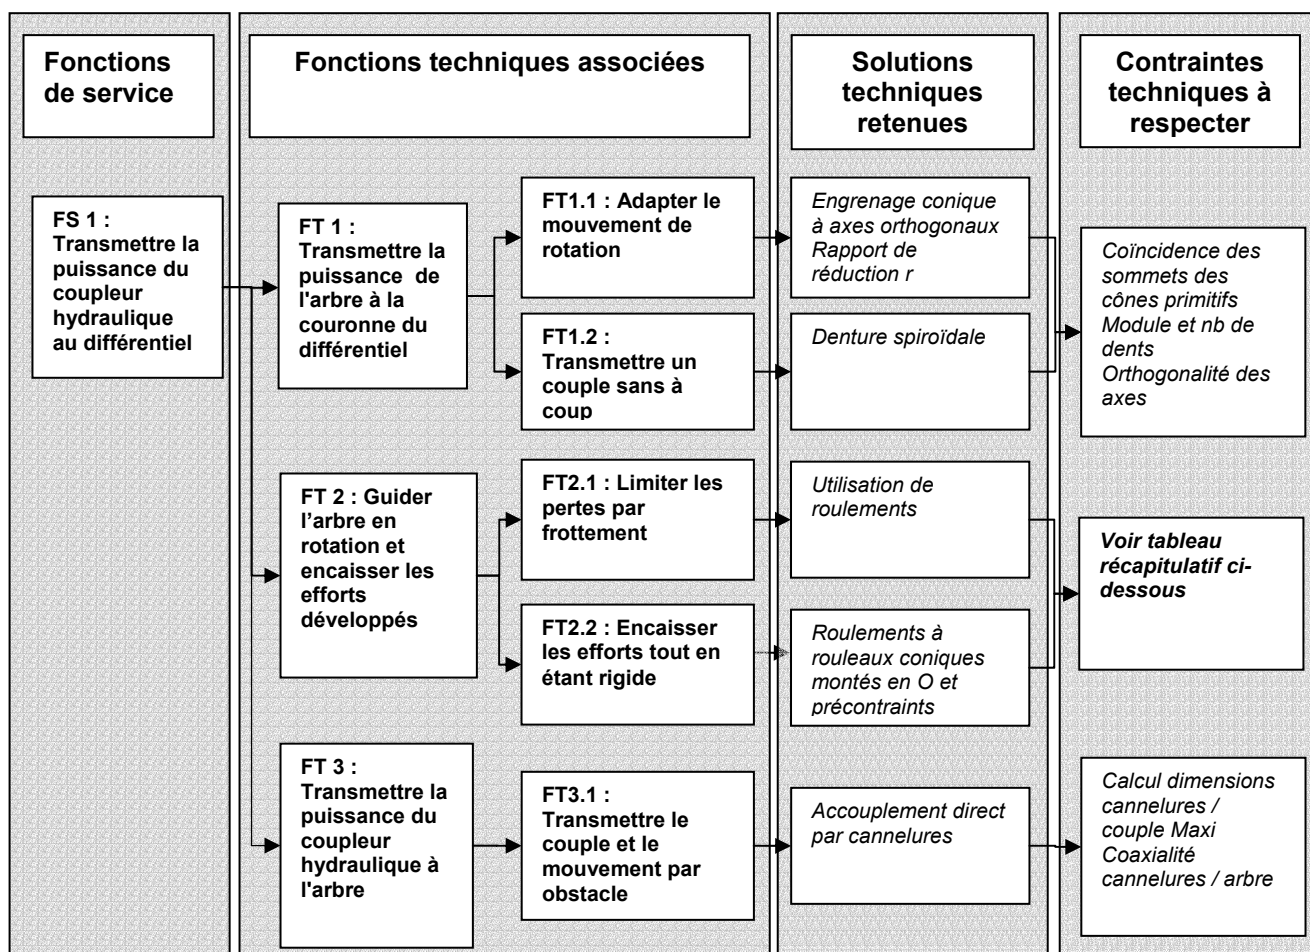 Fonctions
de service
Fonctions techniques associées
Solutions
techniques
retenues
Contraintes
techniques à
respecter
FS 1 :
Transmettre la
puissance du
coupleur
hydraulique
au différentiel
FT 1 :
Transmettre la
puissance de
l'arbre à la
couronne du
différentiel
FT1.1 : Adapter le
mouvement de
rotation
Engrenage conique
à axes orthogonaux
Rapport de
réduction r
Coïncidence des
sommets des
cônes primitifs
Module et nb de
dents
Orthogonalité des
axes
FT1.2 :
Transmettre un
couple sans à
coup
Denture spiroïdale
FT 2 : Guider
l'arbre en
rotation et
encaisser les
efforts
développés
FT2.1 : Limiter les
pertes par
frottement
Utilisation de
roulements
Voir tableau
récapitulatif ci-
dessous
FT2.2 : Encaisser
les efforts tout en
étant rigide
Roulements à
rouleaux coniques
montés en O et
précontraints
FT 3 :
Transmettre la
puissance du
coupleur
hydraulique à
l'arbre
FT3.1 :
Transmettre le
couple et le
mouvement par
obstacle
Accouplement direct
par cannelures
Calcul dimensions
cannelures /
couple Maxi
Coaxialité
cannelures / arbre